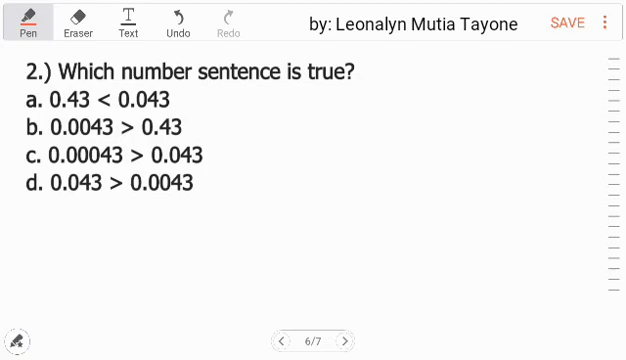 Pen Eraser Text Undo Redo by: Leonalyn Mutia Tayone SAVE
2.) Which number sentence is true?
a. 0.43 < 0.043
b. 0.0043 > 0.43
c. 0.00043 > 0.043
d. 0.043 > 0.0043
6/7